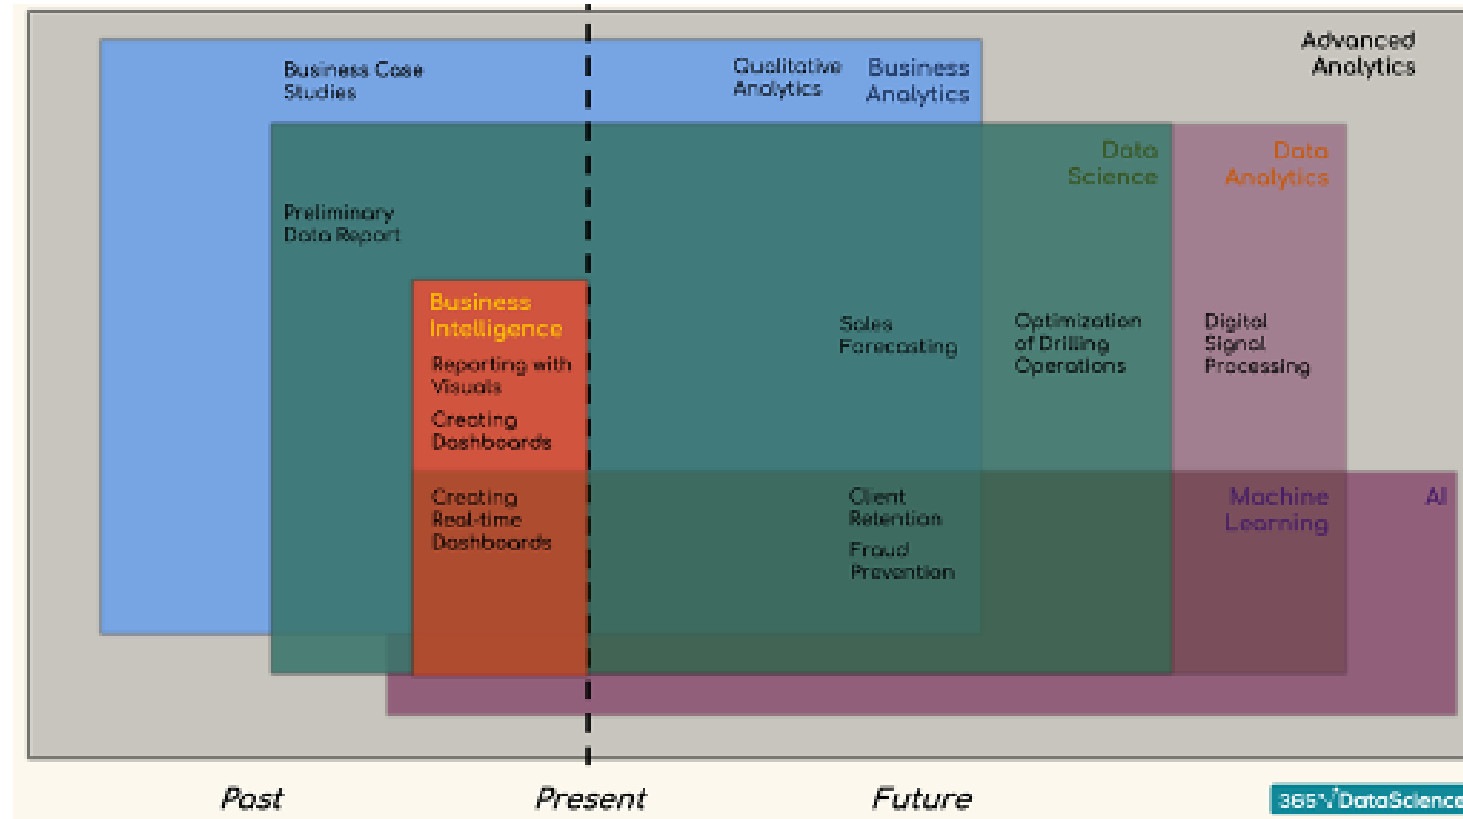 Advanced
Analytics
Business Case
Studies
Qualitative
Analytics
Business
Analytics
Data
Science
Data
Analytics
Preliminary
Data Report
Business
Intelligence
Reporting with
Visuals
Creating
Dashboards
Sales
Forecasting
Optimization
of Drilling
Operations
Digital
Signal
Processing
Creating
Real-time
Dashboards
Client
Retention
Fraud
Prevention
Machine
Learning
AI
Past
Present
Future
365√DataScience